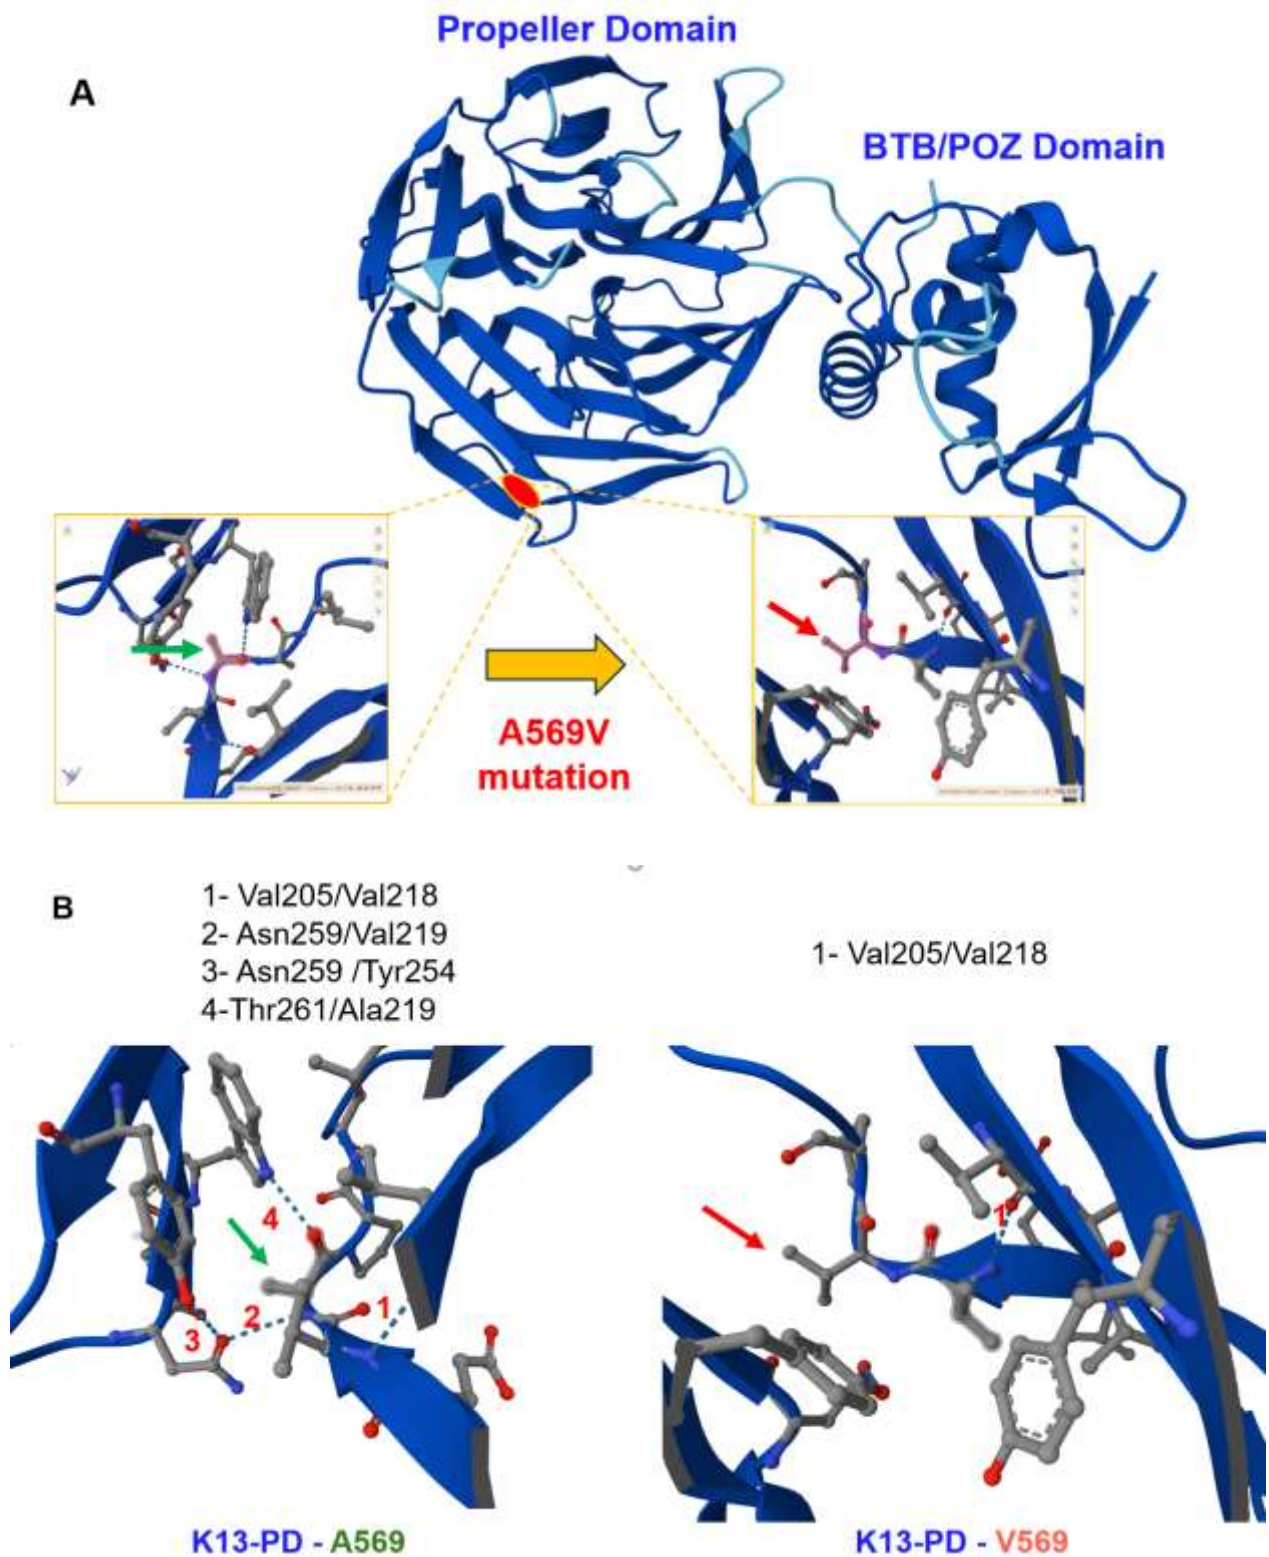 Propeller Domain
A
BTB/POZ Domain
A569V
mutation
B
1- Val205/Val218
2- Asn259/Val219
3- Asn259 /Tyr254
4-Thr261/Ala219
1- Val205/Val218
4
2
1
3
1
K13-PD - A569
K13-PD - V569